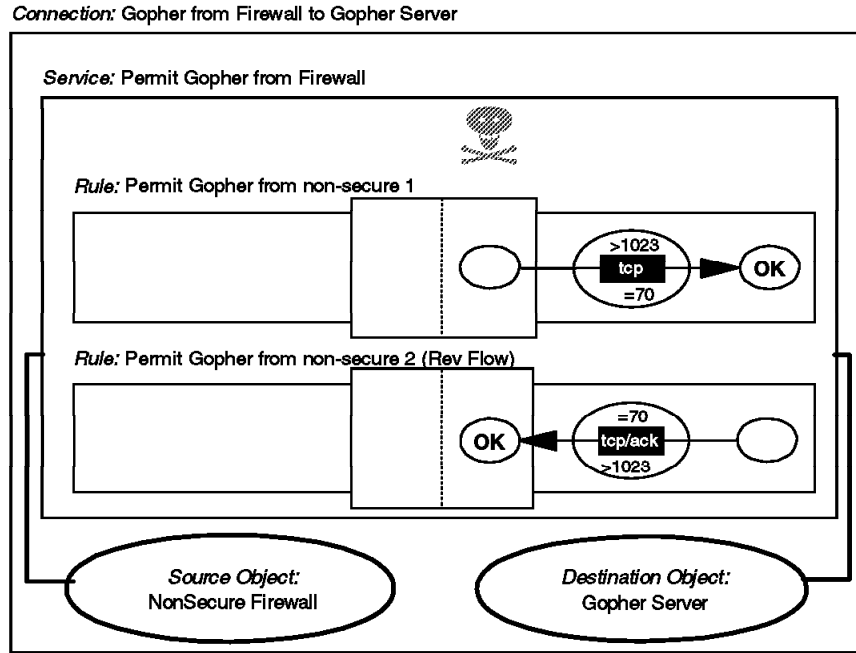 Connection: Gopher from Firewall to Gopher Server
Service: Permit Gopher from Firewall
Rule: Permit Gopher from non-secure 1
>1023
tcp
=70
OK
Rule: Permit Gopher from non-secure 2 (Rev Flow)
OK
=70
tcp/ack
>1023
Source Object:
NonSecure Firewall
Destination Object:
Gopher Server